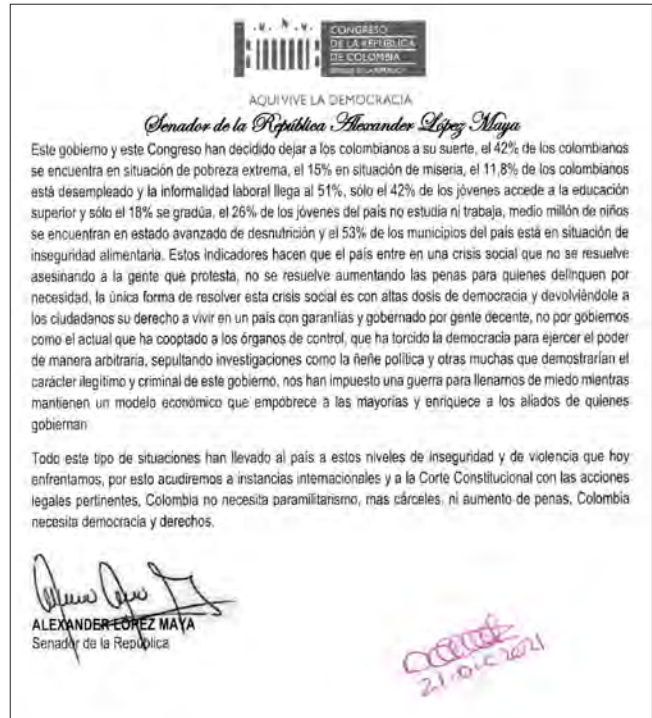 CONGRESO
DE LA REPÚBLICA
DE COLOMBIA
AQUI VIVE LA DEMOCRACIA
Senador de la República Alexander López Maya
Este gobierno y este Congreso han decidido dejar a los colombianos a su suerte, el 42% de los colombianos
se encuentra en situación de pobreza extrema, el 15% en situación de miseria, el 11,8% de los colombianos
está desempleado y la informalidad laboral llega al 51%, sólo el 42% de los jóvenes accede a la educación
superior y sólo el 18% se gradúa, el 26% de los jóvenes del país no estudia ni trabaja, medio millón de niños
se encuentran en estado avanzado de desnutrición y el 53% de los municipios del país está en situación de
inseguridad alimentaria. Estos indicadores hacen que el país entre en una crisis social que no se resuelve
asesinando a la gente que protesta, no se resuelve aumentando las penas para quienes delinquen por
necesidad, la única forma de resolver esta crisis social es con altas dosis de democracia y devolviéndole a
los ciudadanos su derecho a vivir en un país con garantías y gobernado por gente decente, no por gobiernos
como el actual que ha cooptado a los órganos de control, que ha torcido la democracia para ejercer el poder
de manera arbitraria, sepultando investigaciones como la ñeñe política y otras muchas que demostrarían el
carácter ilegítimo y criminal de este gobierno, nos han impuesto una guerra para llenarnos de miedo mientras
mantienen un modelo económico que empobrece a las mayorías y enriquece a los aliados de quienes
gobiernan
Todo este tipo de situaciones han llevado al país a estos niveles de inseguridad y de violencia que hoy
enfrentamos, por esto acudiremos a instancias internacionales y a la Corte Constitucional con las acciones
legales pertinentes, Colombia no necesita paramilitarismo, mas cárceles, ni aumento de penas, Colombia
necesita democracia y derechos.
ALEXANDER LÓPEZ MAYA
Senador de la República
21·DIC 2021